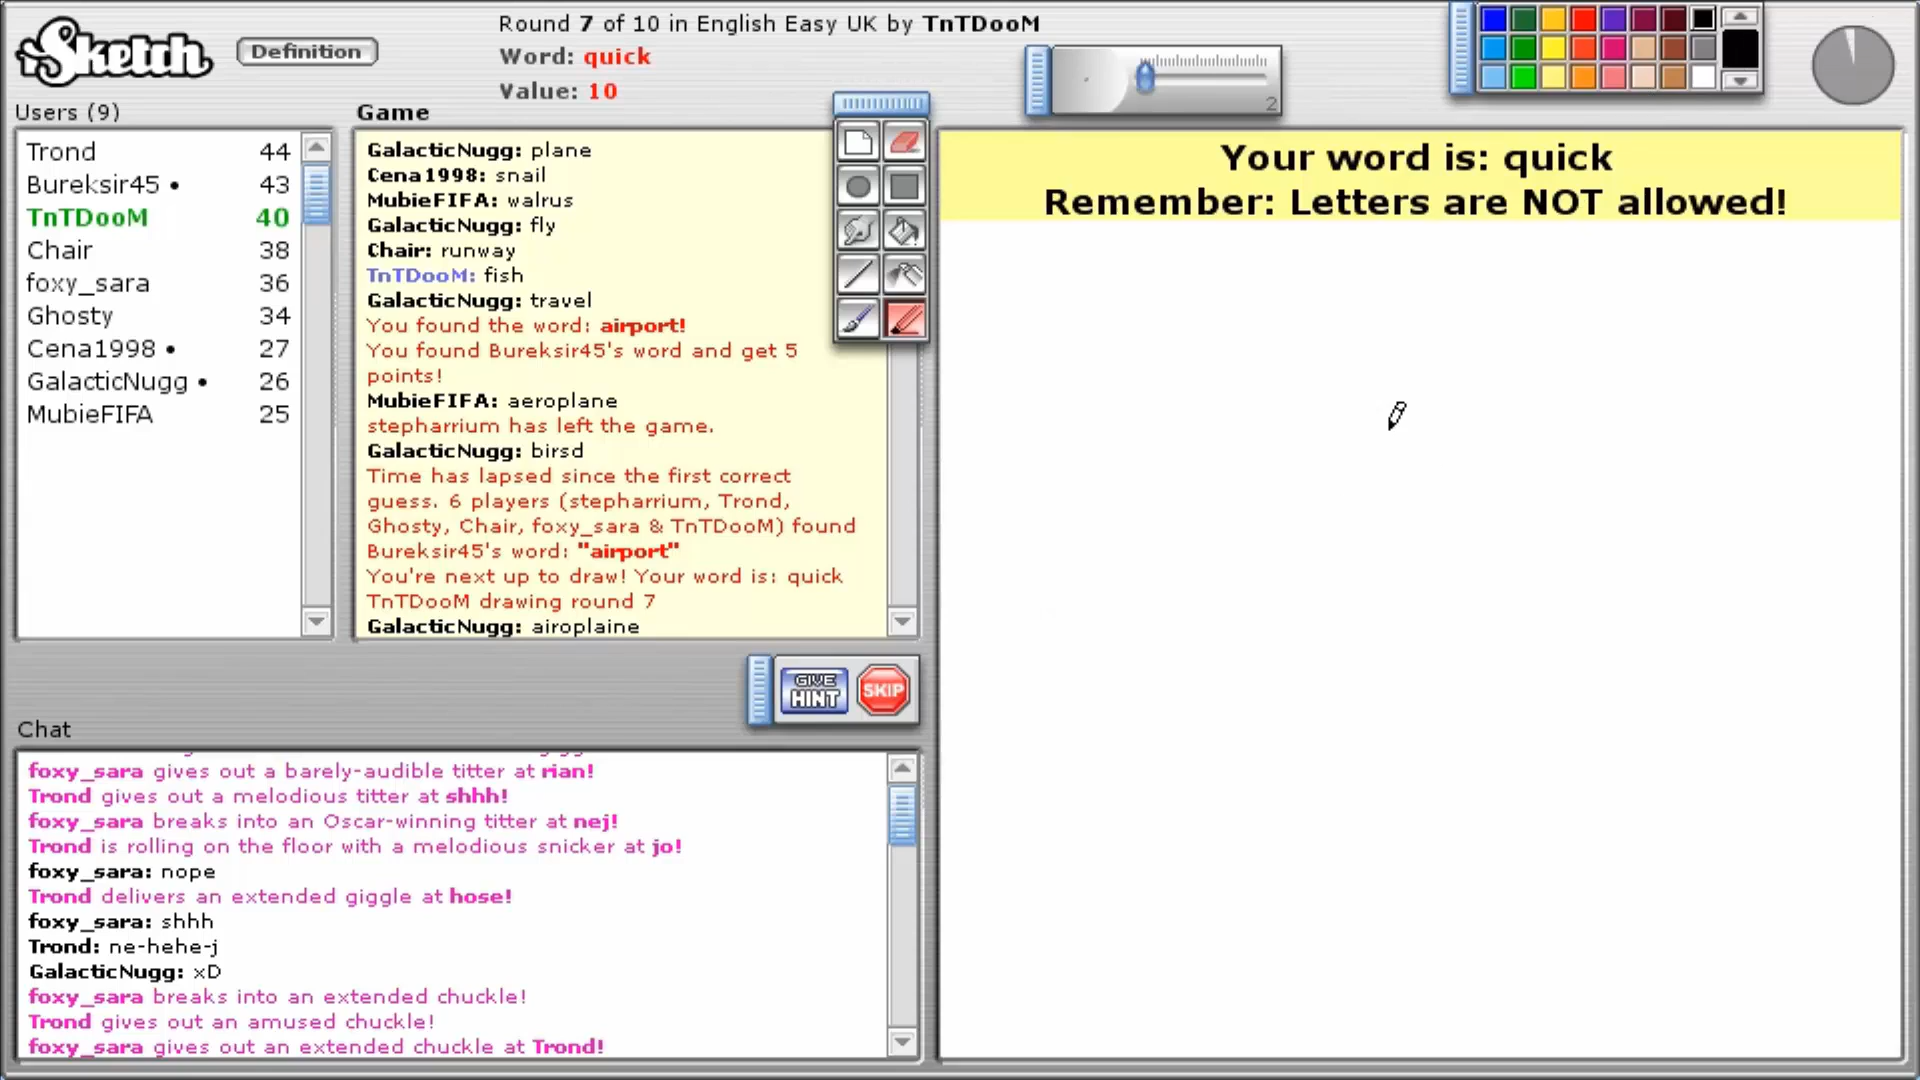 iSketch
Definition
Round 7 of 10 in English Easy UK by TnTDooM
Word: quick
Value: 10
2
Users (9)
Trond 44
Bureksir45 • 43
TnTDooM 40
Chair 38
foxy_sara 36
Ghosty 34
Cena1998 • 27
GalacticNugg • 26
MubieFIFA 25
Game
GalacticNugg: plane
Cena1998: snail
MubieFIFA: walrus
GalacticNugg: fly
Chair: runway
TnTDooM: fish
GalacticNugg: travel
You found the word: airport!
You found Bureksir45's word and get 5
points!
MubieFIFA: aeroplane
stepharrium has left the game.
GalacticNugg: birsd
Time has lapsed since the first correct
guess. 6 players (stepharrium, Trond,
Ghosty, Chair, foxy_sara & TnTDooM) found
Bureksir45's word: "airport"
You're next up to draw! Your word is: quick
TnTDooM drawing round 7
GalacticNugg: airoplaine
Your word is: quick
Remember: Letters are NOT allowed!
GIVE
HINT
SKIP
Chat
foxy_sara gives out a barely-audible titter at rian!
Trond gives out a melodious titter at shhh!
foxy_sara breaks into an Oscar-winning titter at nej!
Trond is rolling on the floor with a melodious snicker at jo!
foxy_sara: nope
Trond delivers an extended giggle at hose!
foxy_sara: shhh
Trond: ne-hehe-j
GalacticNugg: xD
foxy_sara breaks into an extended chuckle!
Trond gives out an amused chuckle!
foxy_sara gives out an extended chuckle at Trond!